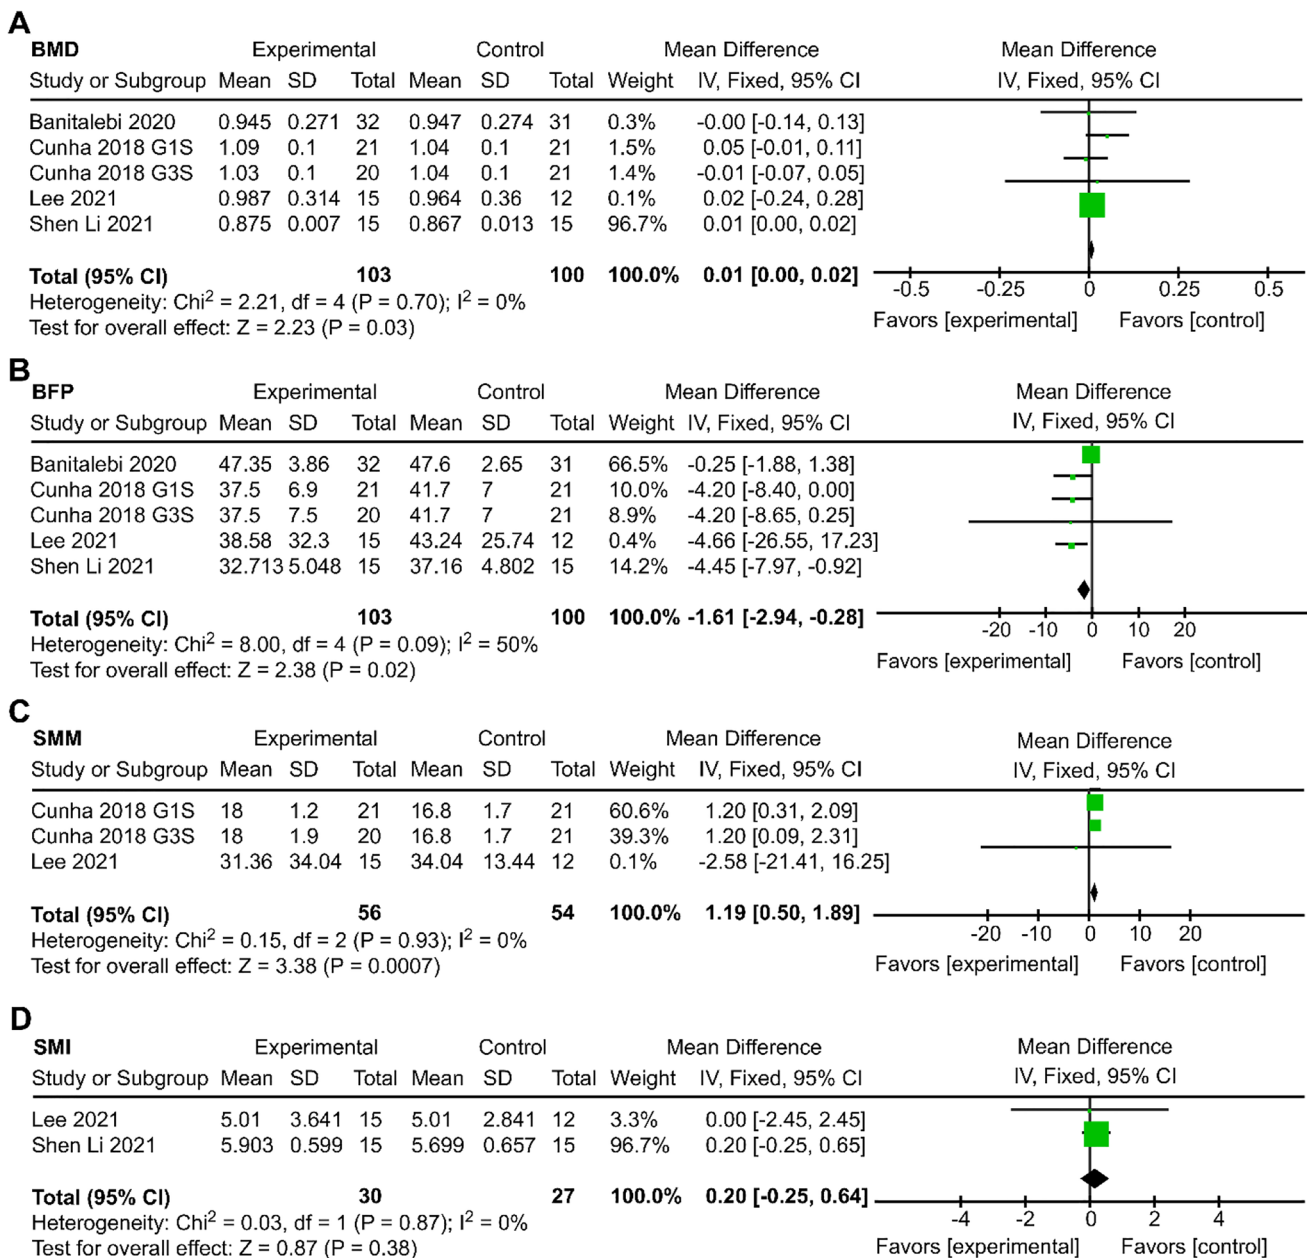 A
BMD Experimental Control Mean Difference Mean Difference
Study or Subgroup Mean SD Total Mean SD Total Weight IV, Fixed, 95% CI IV, Fixed, 95% CI
Banitalebi 2020 0.945 0.271 32 0.947 0.274 31 0.3% -0.00 [-0.14, 0.13]
Cunha 2018 G1S 1.09 0.1 21 1.04 0.1 21 1.5% 0.05 [-0.01, 0.11]
Cunha 2018 G3S 1.03 0.1 20 1.04 0.1 21 1.4% -0.01 [-0.07, 0.05]
Lee 2021 0.987 0.314 15 0.964 0.36 12 0.1% 0.02 [-0.24, 0.28]
Shen Li 2021 0.875 0.007 15 0.867 0.013 15 96.7% 0.01 [0.00, 0.02]
Total (95% CI) 103 100 100.0% 0.01 [0.00, 0.02]
Heterogeneity: Chi² = 2.21, df = 4 (P = 0.70); I² = 0%
Test for overall effect: Z = 2.23 (P = 0.03)
-0.5 -0.25 0 0.25 0.5
Favors [experimental] Favors [control]
B
BFP Experimental Control Mean Difference Mean Difference
Study or Subgroup Mean SD Total Mean SD Total Weight IV, Fixed, 95% CI IV, Fixed, 95% CI
Banitalebi 2020 47.35 3.86 32 47.6 2.65 31 66.5% -0.25 [-1.88, 1.38]
Cunha 2018 G1S 37.5 6.9 21 41.7 7 21 10.0% -4.20 [-8.40, 0.00]
Cunha 2018 G3S 37.5 7.5 20 41.7 7 21 8.9% -4.20 [-8.65, 0.25]
Lee 2021 38.58 32.3 15 43.24 25.74 12 0.4% -4.66 [-26.55, 17.23]
Shen Li 2021 32.713 5.048 15 37.16 4.802 15 14.2% -4.45 [-7.97, -0.92]
Total (95% CI) 103 100 100.0% -1.61 [-2.94, -0.28]
Heterogeneity: Chi² = 8.00, df = 4 (P = 0.09); I² = 50%
Test for overall effect: Z = 2.38 (P = 0.02)
-20 -10 0 10 20
Favors [experimental] Favors [control]
C
SMM Experimental Control Mean Difference Mean Difference
Study or Subgroup Mean SD Total Mean SD Total Weight IV, Fixed, 95% CI IV, Fixed, 95% CI
Cunha 2018 G1S 18 1.2 21 16.8 1.7 21 60.6% 1.20 [0.31, 2.09]
Cunha 2018 G3S 18 1.9 20 16.8 1.7 21 39.3% 1.20 [0.09, 2.31]
Lee 2021 31.36 34.04 15 34.04 13.44 12 0.1% -2.58 [-21.41, 16.25]
Total (95% CI) 56 54 100.0% 1.19 [0.50, 1.89]
Heterogeneity: Chi² = 0.15, df = 2 (P = 0.93); I² = 0%
Test for overall effect: Z = 3.38 (P = 0.0007)
-20 -10 0 10 20
Favors [experimental] Favors [control]
D
SMI Experimental Control Mean Difference Mean Difference
Study or Subgroup Mean SD Total Mean SD Total Weight IV, Fixed, 95% CI IV, Fixed, 95% CI
Lee 2021 5.01 3.641 15 5.01 2.841 12 3.3% 0.00 [-2.45, 2.45]
Shen Li 2021 5.903 0.599 15 5.699 0.657 15 96.7% 0.20 [-0.25, 0.65]
Total (95% CI) 30 27 100.0% 0.20 [-0.25, 0.64]
Heterogeneity: Chi² = 0.03, df = 1 (P = 0.87); I² = 0%
Test for overall effect: Z = 0.87 (P = 0.38)
-4 -2 0 2 4
Favors [experimental] Favors [control]